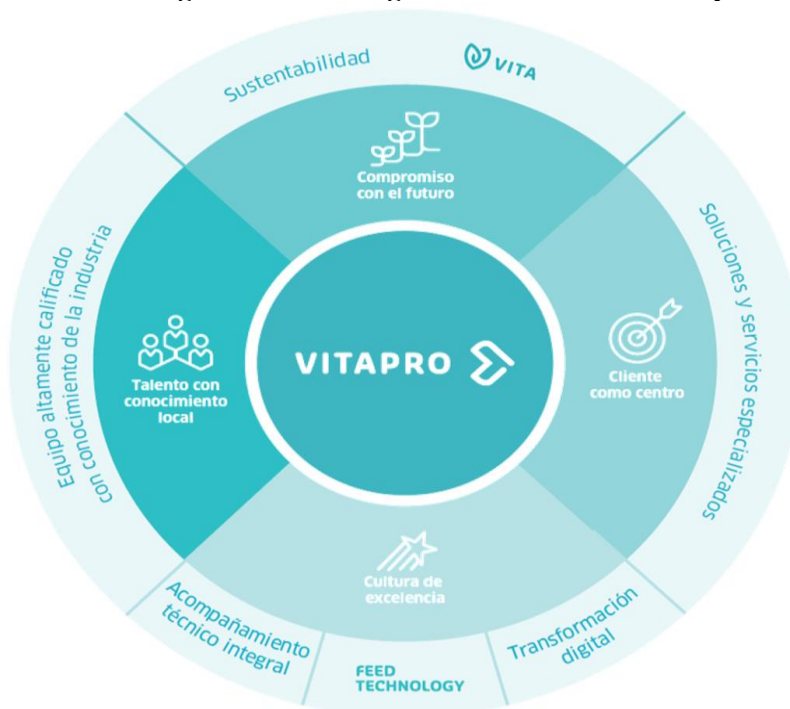 Sustentabilidad
VITA
Compromiso
con el futuro
Equipo altamente calificado
con conocimiento de la industria
Talento con
conocimiento
local
VITAPRO
Cliente
como centro
Soluciones y servicios especializados
Cultura de
excelencia
Acompañamiento
técnico integral
FEED
TECHNOLOGY
Transformación
digital